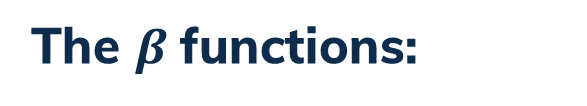 The β functions: